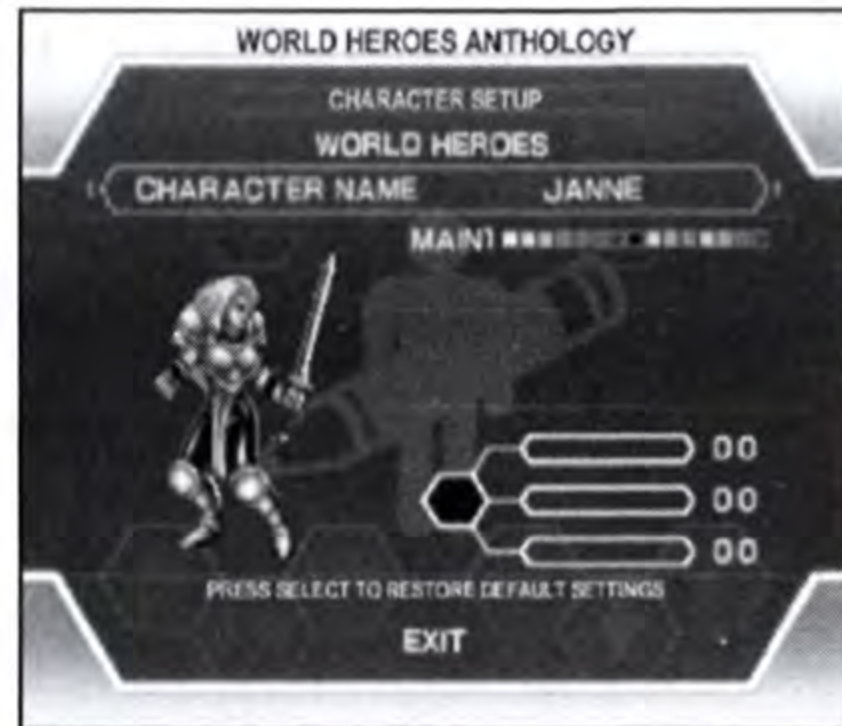 WORLD HEROES ANTHOLOGY
CHARACTER SETUP
WORLD HEROES
CHARACTER NAME JANNE
MAIN1
00
00
00
PRESS SELECT TO RESTORE DEFAULT SETTINGS
EXIT